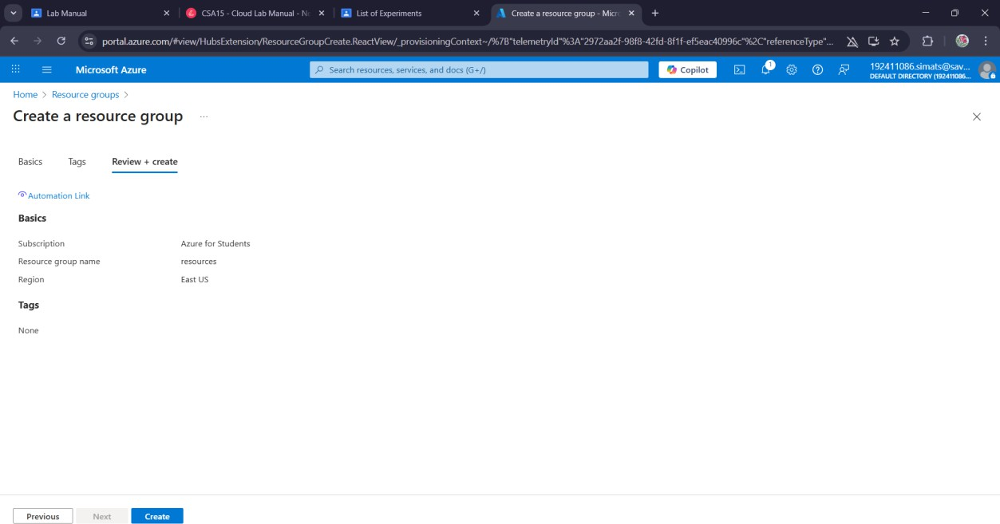 Lab Manual
CSA15 - Cloud Lab Manual - N
List of Experiments
Create a resource group - Micr
portal.azure.com/#view/HubsExtension/ResourceGroupCreate.ReactView/_provisioningContext~/%7B"telemetryId"%3A"2972aa2f-98f8-42fd-8f1f-ef5eac40996c"%2C"referenceType"...
Microsoft Azure
Search resources, services, and docs (G+/)
Copilot
1
192411086.simats@sav...
DEFAULT DIRECTORY (192411086...
Home > Resource groups >
Create a resource group ...
Basics Tags Review + create
Automation Link
Basics
Subscription Azure for Students
Resource group name resources
Region East US
Tags
None
Previous Next Create